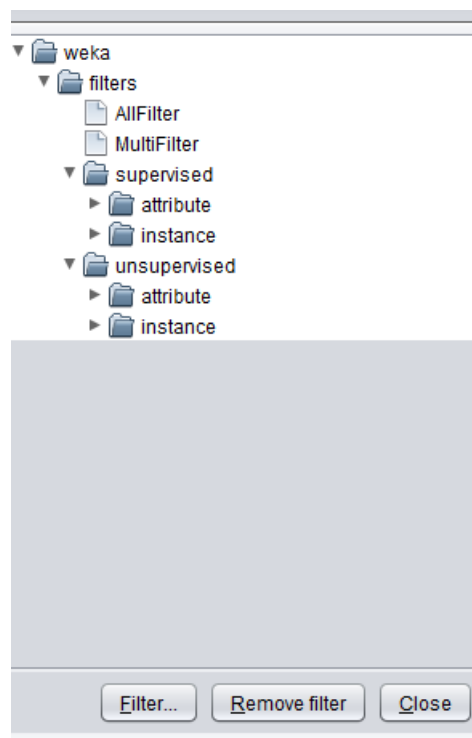 weka
filters
AllFilter
MultiFilter
supervised
attribute
instance
unsupervised
attribute
instance
Filter... Remove filter Close